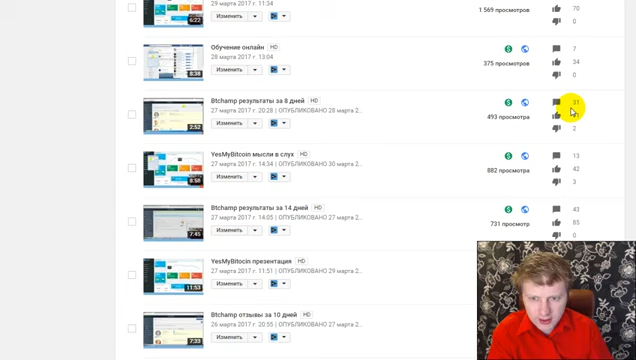 29 марта 2017 г. 11:34
6:22
Изменить
1 569 просмотров
70
0
Обучение онлайн HD
28 марта 2017 г. 13:04
8:38
Изменить
375 просмотров
7
34
0
Btchamp результаты за 8 дней HD
27 марта 2017 г. 20:28 | ОПУБЛИКОВАНО 28 марта 2...
2:52
Изменить
493 просмотра
31
2
YesMyBitcoin мысли в слух HD
27 марта 2017 г. 14:34 | ОПУБЛИКОВАНО 30 марта 2...
8:58
Изменить
882 просмотра
13
42
3
Btchamp результаты за 14 дней HD
27 марта 2017 г. 14:05 | ОПУБЛИКОВАНО 27 марта 2...
7:45
Изменить
731 просмотр
43
85
0
YesMyBitocin презентация HD
27 марта 2017 г. 11:51 | ОПУБЛИКОВАНО 29 марта 2...
11:53
Изменить
Btchamp отзывы за 10 дней HD
26 марта 2017 г. 20:55 | ОПУБЛИКОВАНО 27 марта 2...
7:33
Изменить